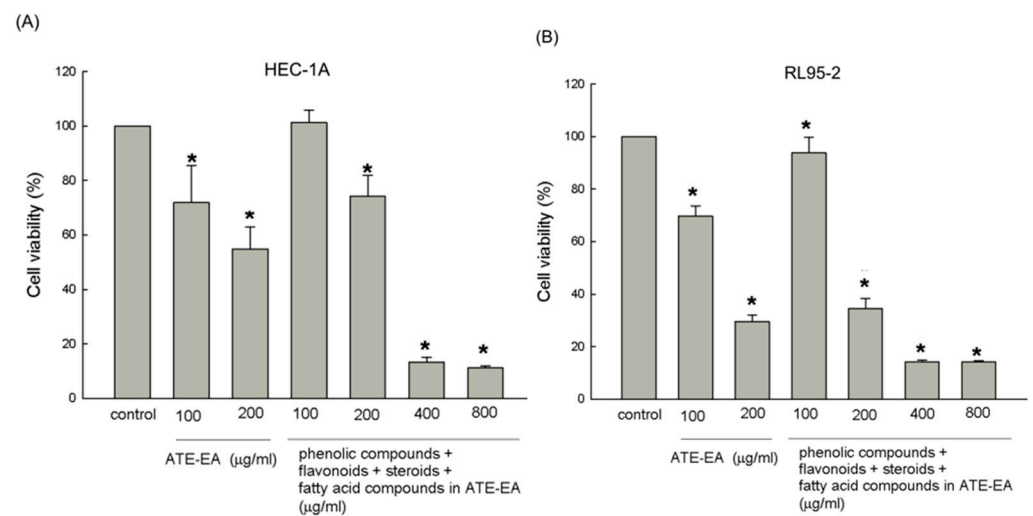 (A)
HEC-1A
120
100
80
60
40
20
0
Cell viability (%)
* * * * *
control 100 200 100 200 400 800
ATE-EA (μg/ml)
phenolic compounds +
flavonoids + steroids +
fatty acid compounds in ATE-EA
(μg/ml)
(B)
RL95-2
120
100
80
60
40
20
0
Cell viability (%)
* * * * * *
control 100 200 100 200 400 800
ATE-EA (μg/ml)
phenolic compounds +
flavonoids + steroids +
fatty acid compounds in ATE-EA
(μg/ml)